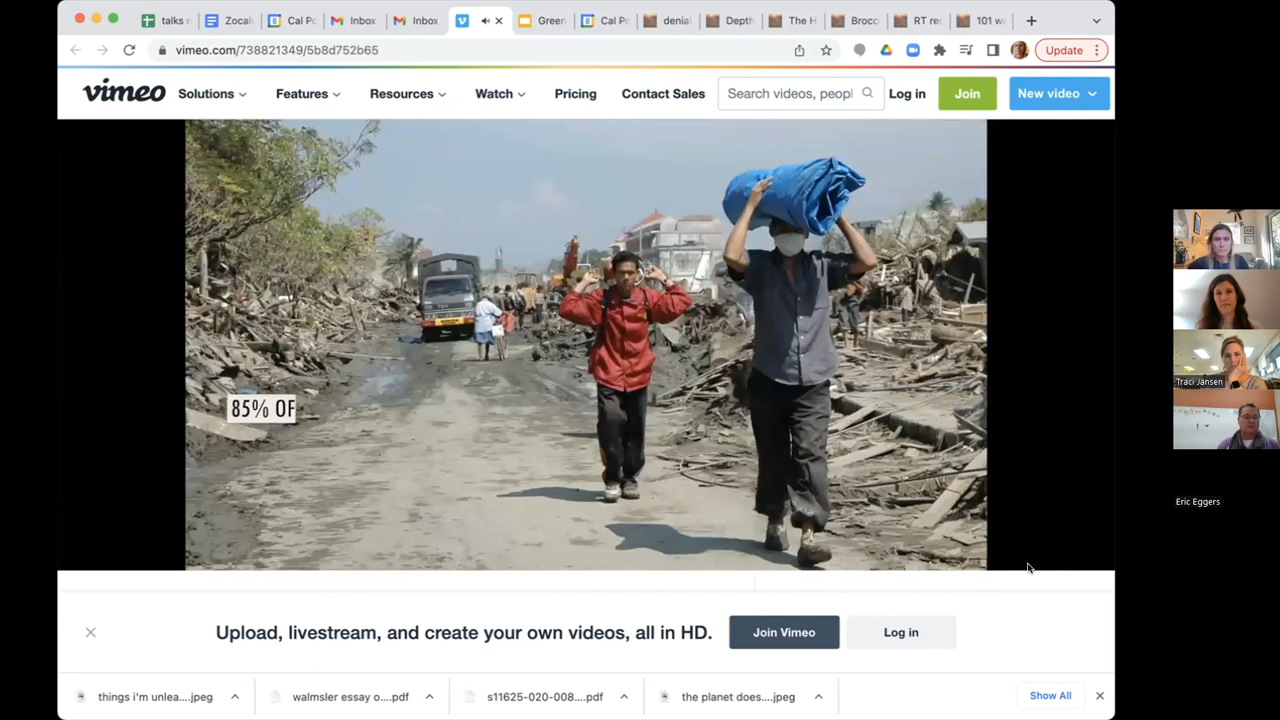 talks n
Zocal
Cal Po
Inbox
Inbox
Green
Cal Po
denial
Depth
The H
Brocc
RT rec
101 wa
vimeo.com/738821349/5b8d752b65
Update
vimeo
Solutions
Features
Resources
Watch
Pricing
Contact Sales
Search videos, peopl
Log in
Join
New video
85% OF
Traci Jansen
Eric Eggers
Upload, livestream, and create your own videos, all in HD.
Join Vimeo
Log in
things i'm unlea....jpeg
walmsler essay o....pdf
s11625-020-008....pdf
the planet does....jpeg
Show All